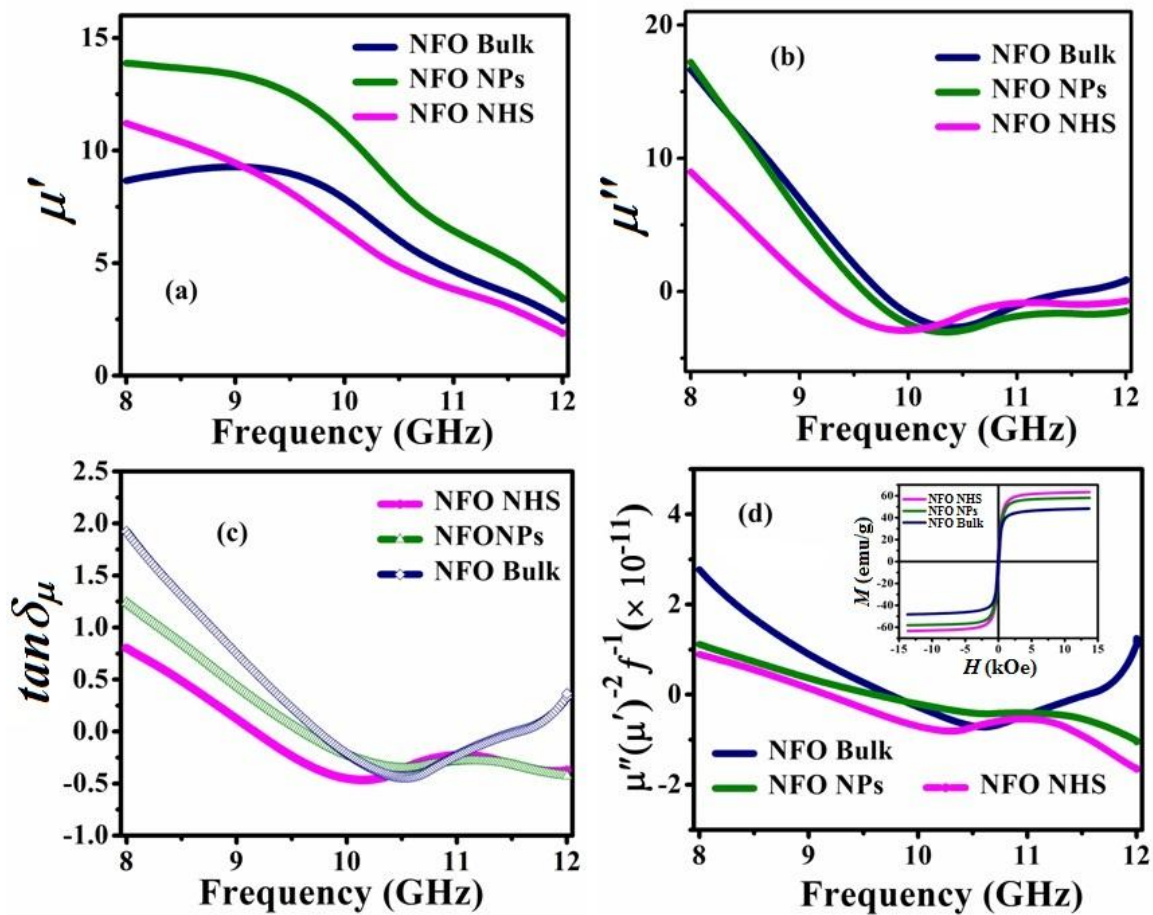 15
10
5
0
μ'
NFO Bulk
NFO NPs
NFO NHS
(a)
8 9 10 11 12
Frequency (GHz)
20
10
0
μ''
(b)
NFO Bulk
NFO NPs
NFO NHS
8 9 10 11 12
Frequency (GHz)
2.5
2.0
1.5
1.0
0.5
0.0
-0.5
-1.0
tanδμ
(c)
NFO NHS
NFONPs
NFO Bulk
8 9 10 11 12
Frequency (GHz)
4
2
0
-2
μ''(μ')⁻² f⁻¹ (× 10⁻¹¹)
(d)
NFO NHS
NFO NPs
NFO Bulk
60
40
20
0
-20
-40
-60
M (emu/g)
-15 -10 -5 0 5 10 15
H (kOe)
NFO Bulk
NFO NPs NFO NHS
8 9 10 11 12
Frequency (GHz)